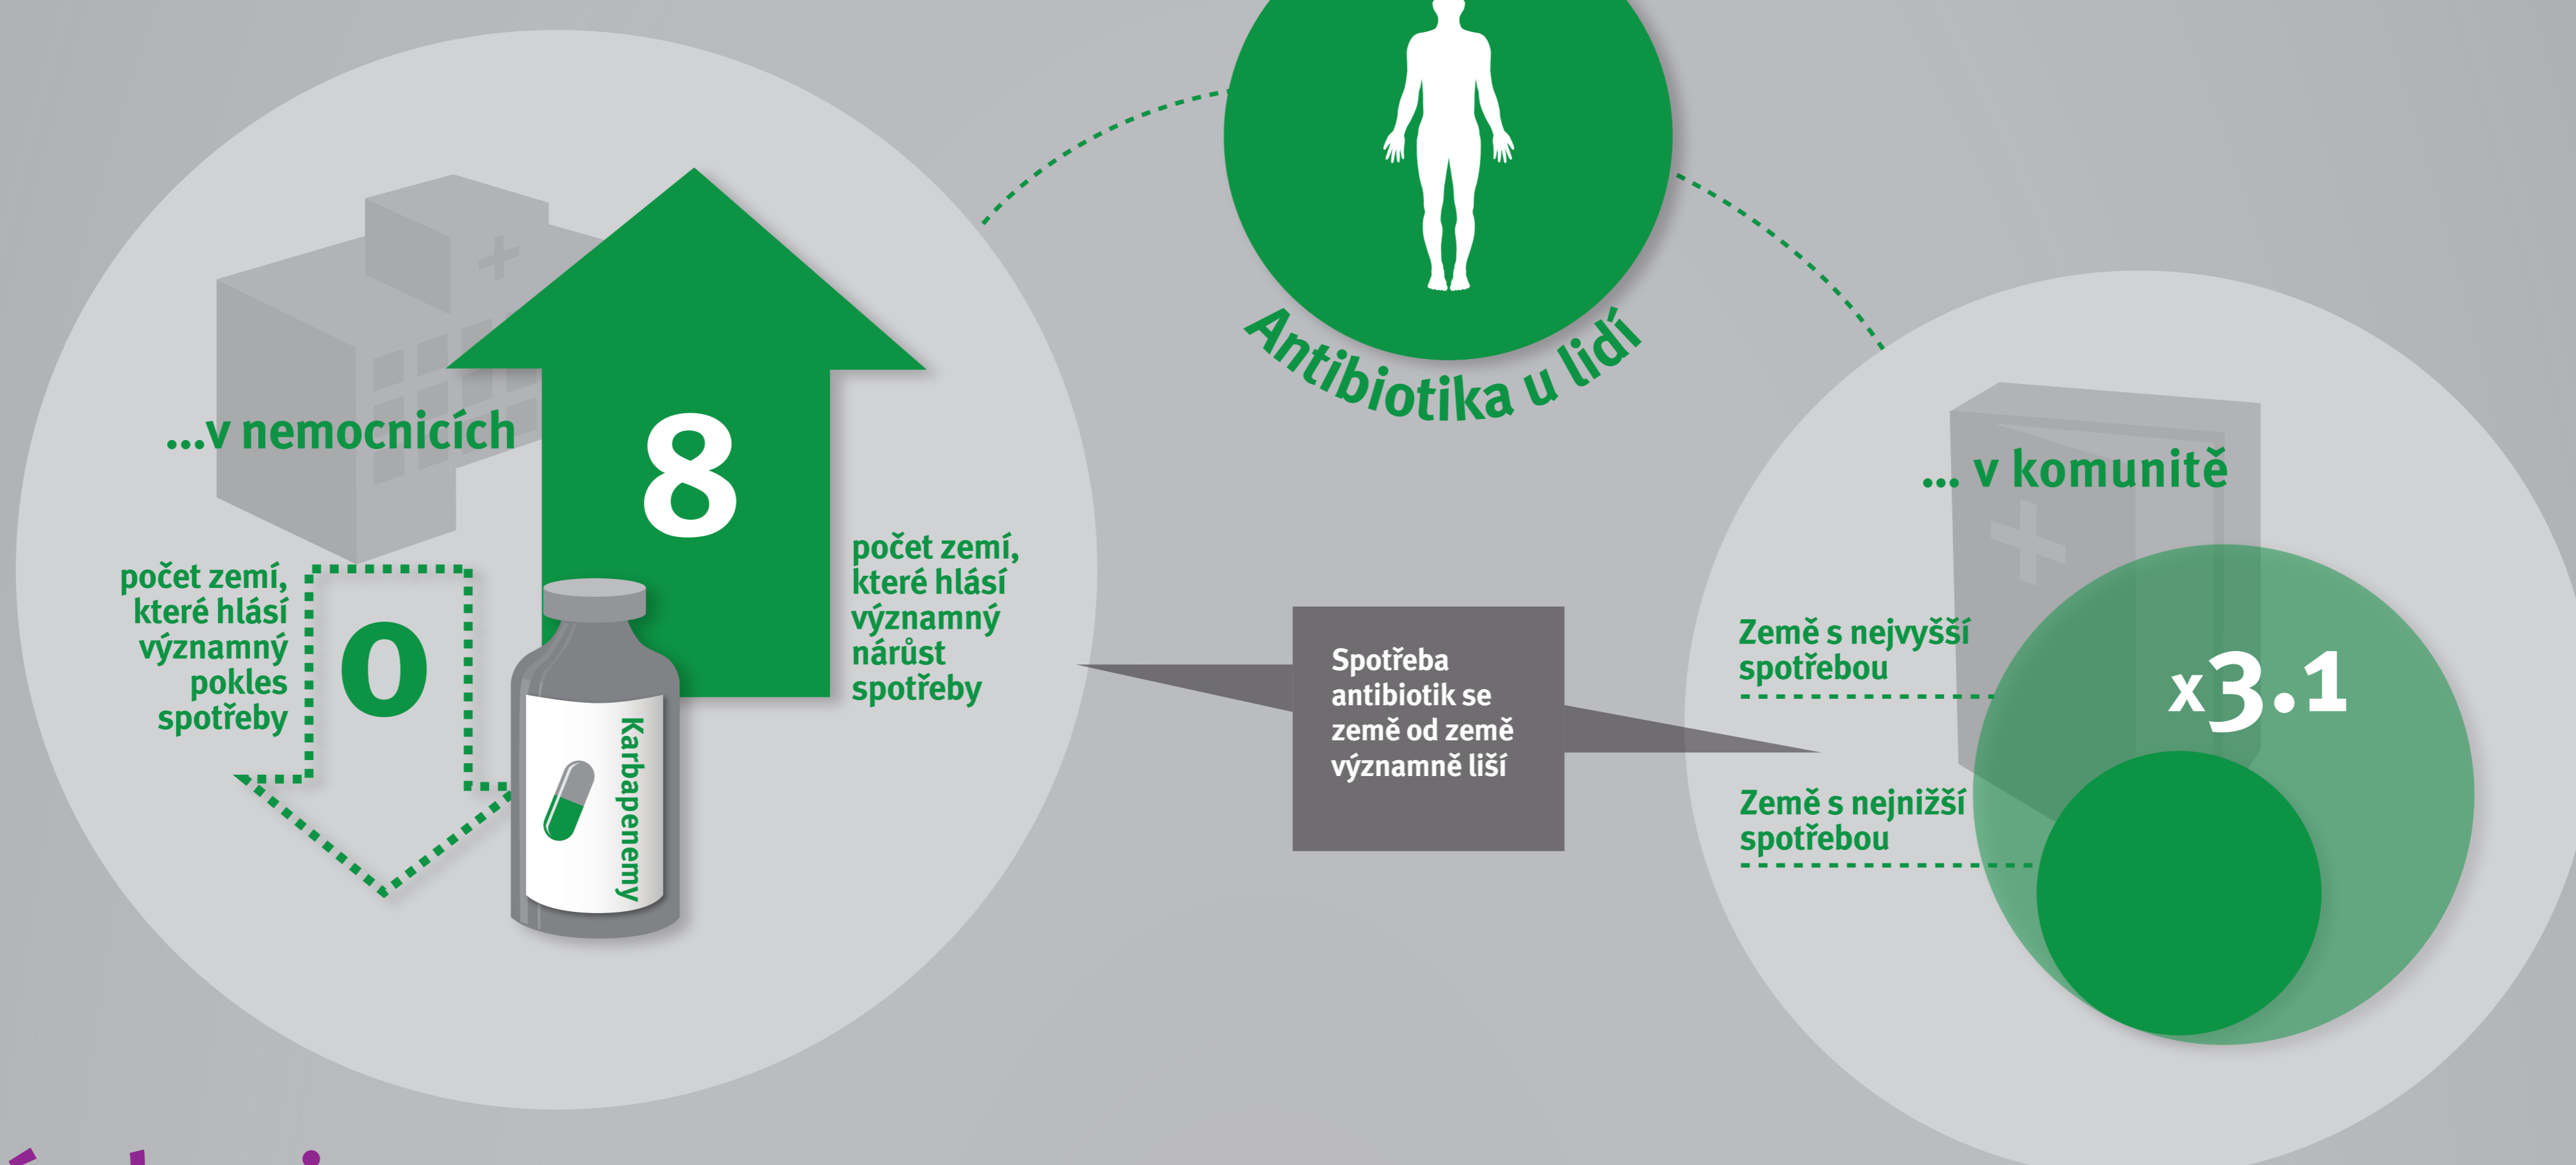 Antibiotika u lidí
...v nemocnicích
8
počet zemí,
které hlásí
významný
nárůst
spotřeby
počet zemí,
které hlásí
významný
pokles
spotřeby
0
Karbapenemy
Spotřeba
antibiotik se
země od země
významně liší
... v komunitě
Země s nejvyšší
spotřebou
x3.1
Země s nejnižší
spotřebou